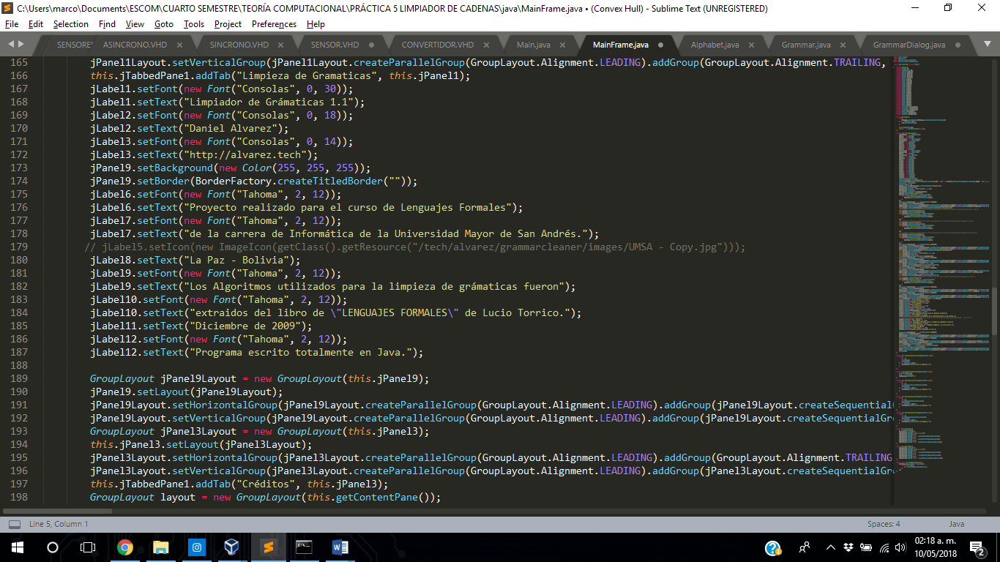 C:\Users\marco\Documents\ESCOM\CUARTO SEMESTRE\TEORÍA COMPUTACIONAL\PRÁCTICA 5 LIMPIADOR DE CADENAS\java\MainFrame.java • (Convex Hull) - Sublime Text (UNREGISTERED)
File Edit Selection Find View Goto Tools Project Preferences Help
SENSORES ASINCRONO.VHD SINCRONO.VHD SENSOR.VHD CONVERTIDOR.VHD Main.java MainFrame.java Alphabet.java Grammar.java GrammarDialog.java
165 jPanel1Layout.setVerticalGroup(jPanel1Layout.createParallelGroup(GroupLayout.Alignment.LEADING).addGroup(GroupLayout.Alignment.TRAILING,
166 this.jTabbedPane1.addTab("Limpieza de Gramaticas", this.jPanel1);
167 jLabel1.setFont(new Font("Consolas", 0, 30));
168 jLabel1.setText("Limpiador de Grámaticas 1.1");
169 jLabel2.setFont(new Font("Consolas", 0, 18));
170 jLabel2.setText("Daniel Alvarez");
171 jLabel3.setFont(new Font("Consolas", 0, 14));
172 jLabel3.setText("http://alvarez.tech");
173 jPanel9.setBackground(new Color(255, 255, 255));
174 jPanel9.setBorder(BorderFactory.createTitledBorder(""));
175 jLabel6.setFont(new Font("Tahoma", 2, 12));
176 jLabel6.setText("Proyecto realizado para el curso de Lenguajes Formales");
177 jLabel7.setFont(new Font("Tahoma", 2, 12));
178 jLabel7.setText("de la carrera de Informática de la Universidad Mayor de San Andrés.");
179 // jLabel5.setIcon(new ImageIcon(getClass().getResource("/tech/alvarez/grammarcleaner/images/UMSA - Copy.jpg")));
180 jLabel8.setText("La Paz - Bolivia");
181 jLabel9.setFont(new Font("Tahoma", 2, 12));
182 jLabel9.setText("Los Algoritmos utilizados para la limpieza de grámaticas fueron");
183 jLabel10.setFont(new Font("Tahoma", 2, 12));
184 jLabel10.setText("extraidos del libro de \"LENGUAJES FORMALES\" de Lucio Torrico.");
185 jLabel11.setText("Diciembre de 2009");
186 jLabel12.setFont(new Font("Tahoma", 2, 12));
187 jLabel12.setText("Programa escrito totalmente en Java.");
188
189 GroupLayout jPanel9Layout = new GroupLayout(this.jPanel9);
190 jPanel9.setLayout(jPanel9Layout);
191 jPanel9Layout.setHorizontalGroup(jPanel9Layout.createParallelGroup(GroupLayout.Alignment.LEADING).addGroup(jPanel9Layout.createSequentialG
192 jPanel9Layout.setVerticalGroup(jPanel9Layout.createParallelGroup(GroupLayout.Alignment.LEADING).addGroup(jPanel9Layout.createSequentialGr
193 GroupLayout jPanel3Layout = new GroupLayout(this.jPanel3);
194 this.jPanel3.setLayout(jPanel3Layout);
195 jPanel3Layout.setHorizontalGroup(jPanel3Layout.createParallelGroup(GroupLayout.Alignment.LEADING).addGroup(GroupLayout.Alignment.TRAILING
196 jPanel3Layout.setVerticalGroup(jPanel3Layout.createParallelGroup(GroupLayout.Alignment.LEADING).addGroup(jPanel3Layout.createSequentialGr
197 this.jTabbedPane1.addTab("Créditos", this.jPanel3);
198 GroupLayout layout = new GroupLayout(this.getContentPane());
Line 5, Column 1 Spaces: 4 Java
02:18 a. m.
10/05/2018
2